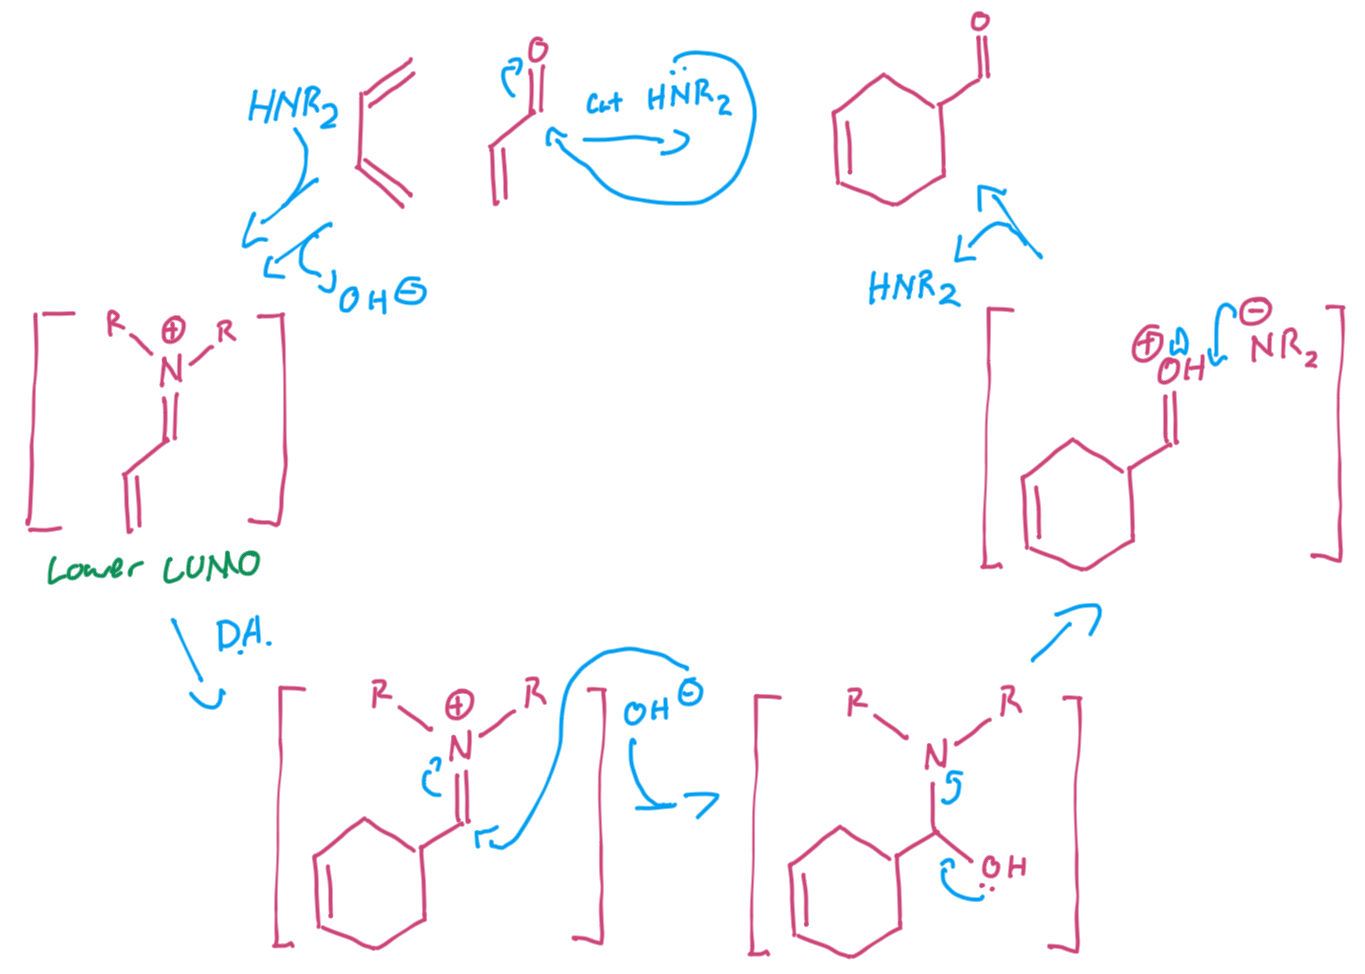 O
O
HNR2
cat HNR2
OH⊖
HNR2
R ⊕ R
N
⊕ ⊖
OH NR2
Lower LUMO
D.A.
R ⊕ R
N
OH⊖
R R
N
OH